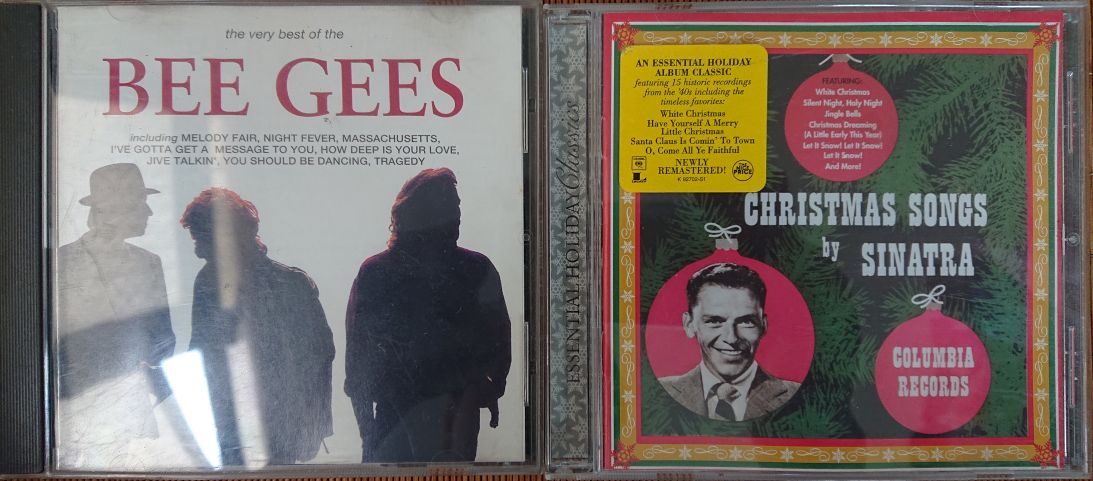 the very best of the
BEE GEES
including MELODY FAIR, NIGHT FEVER, MASSACHUSETTS,
I'VE GOTTA GET A MESSAGE TO YOU, HOW DEEP IS YOUR LOVE,
JIVE TALKIN', YOU SHOULD BE DANCING, TRAGEDY
ESSENTIAL HOLIDAY Classics
AN ESSENTIAL HOLIDAY
ALBUM CLASSIC
featuring 15 historic recordings
from the '40s including the
timeless favorites:
White Christmas
Have Yourself A Merry
Little Christmas
Santa Claus Is Comin' To Town
O, Come All Ye Faithful
NEWLY
REMASTERED!
K 92702-S1
THE
NICE
PRICE
FEATURING:
White Christmas
Silent Night, Holy Night
Jingle Bells
Christmas Dreaming
(A Little Early This Year)
Let It Snow! Let It Snow!
Let It Snow!
And More!
CHRISTMAS SONGS
by SINATRA
COLUMBIA
RECORDS